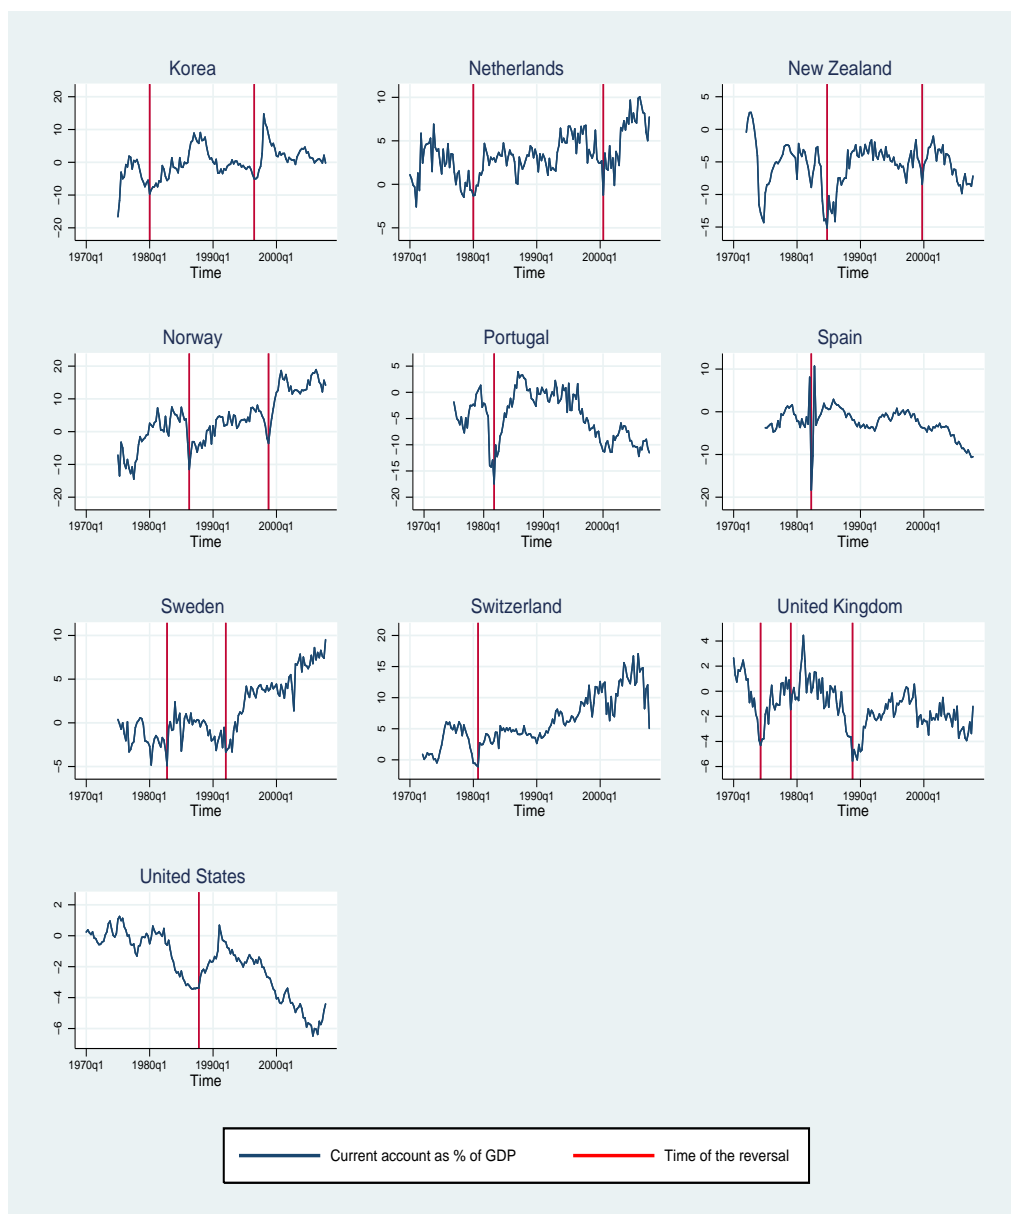 Korea
20
10
0
−10
−20
1970q1 1980q1 1990q1 2000q1
Time
Netherlands
10
5
0
−5
1970q1 1980q1 1990q1 2000q1
Time
New Zealand
5
0
−5
−10
−15
1970q1 1980q1 1990q1 2000q1
Time
Norway
20
10
0
−10
−20
1970q1 1980q1 1990q1 2000q1
Time
Portugal
5
0
−5
−10
−15
−20
1970q1 1980q1 1990q1 2000q1
Time
Spain
10
0
−10
−20
1970q1 1980q1 1990q1 2000q1
Time
Sweden
10
5
0
−5
1970q1 1980q1 1990q1 2000q1
Time
Switzerland
20
15
10
5
0
1970q1 1980q1 1990q1 2000q1
Time
United Kingdom
4
2
0
−2
−4
−6
1970q1 1980q1 1990q1 2000q1
Time
United States
2
0
−2
−4
−6
1970q1 1980q1 1990q1 2000q1
Time
Current account as % of GDP Time of the reversal